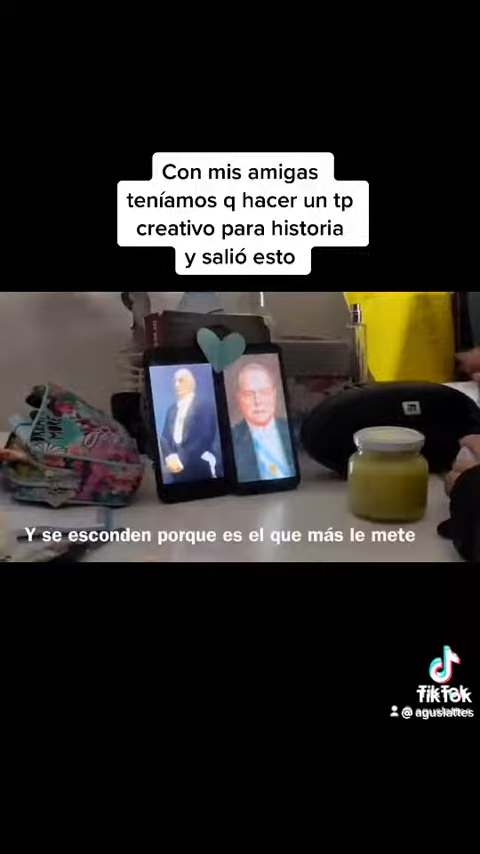 Con mis amigas
teníamos q hacer un tp
creativo para historia
y salió esto
Y se esconden porque es el que más le mete
TikTok